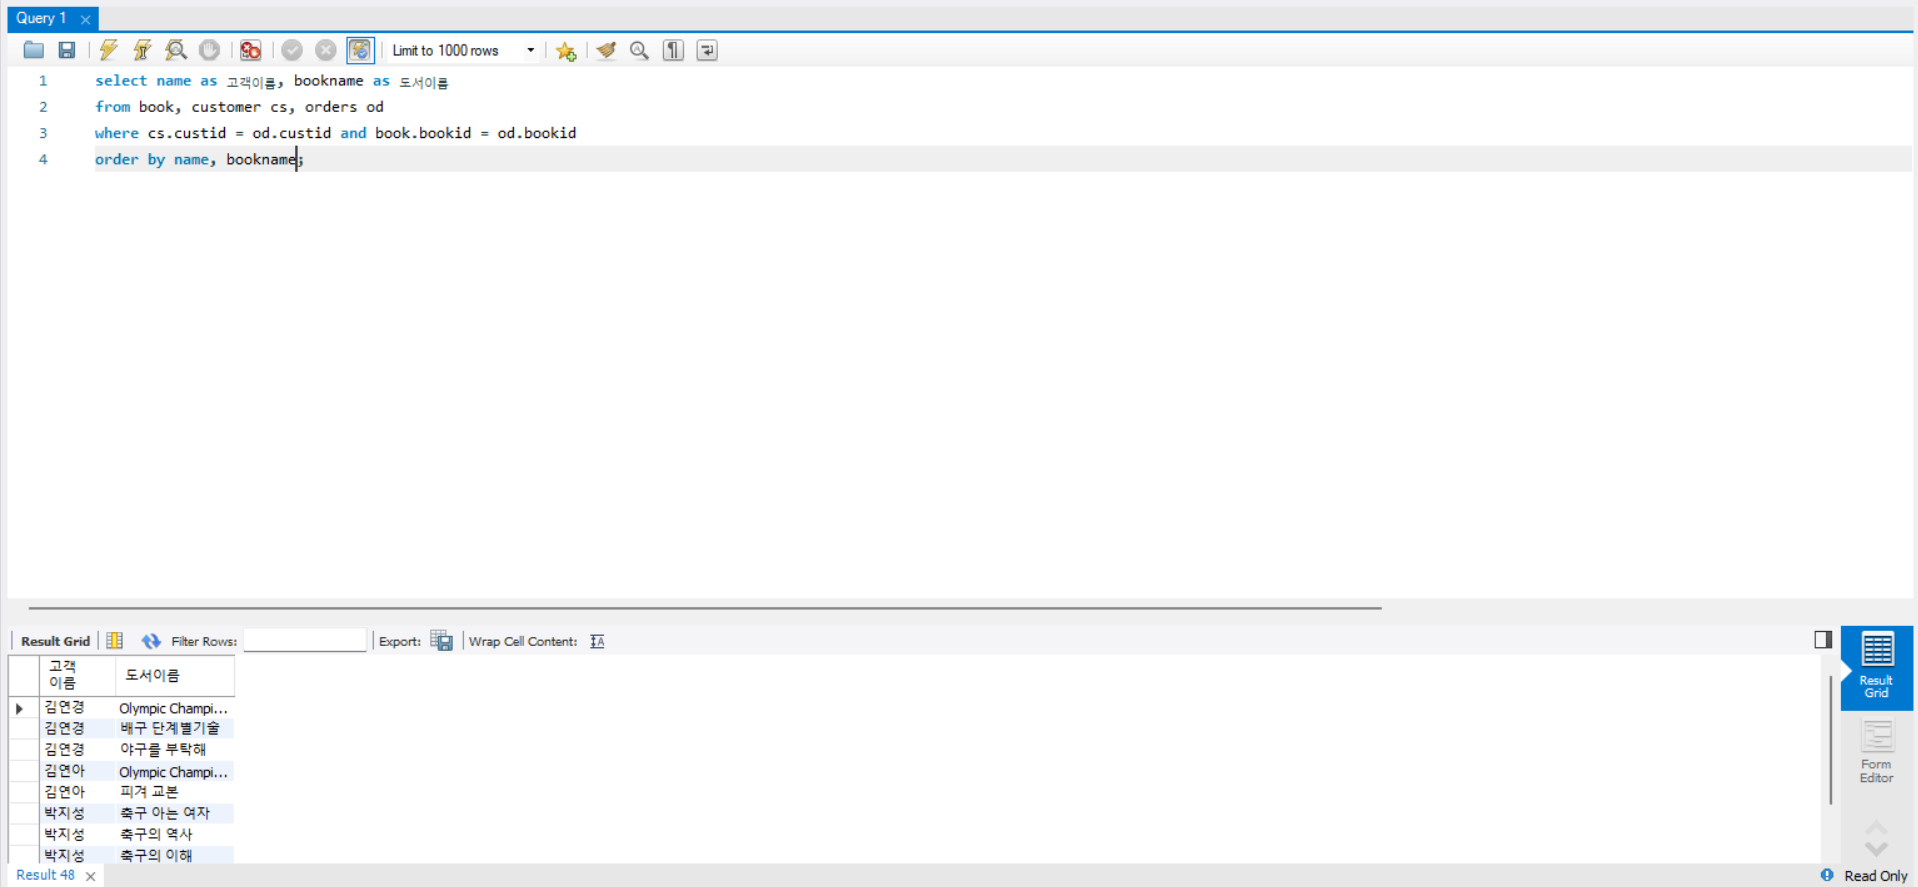 Query 1
Limit to 1000 rows
1 select name as 고객이름, bookname as 도서이름
2 from book, customer cs, orders od
3 where cs.custid = od.custid and book.bookid = od.bookid
4 order by name, bookname;
Result Grid Filter Rows: Export: Wrap Cell Content:
고객
이름 도서이름
김연경 Olympic Champi...
김연경 배구 단계별기술
김연경 야구를 부탁해
김연아 Olympic Champi...
김연아 피겨 교본
박지성 축구 아는 여자
박지성 축구의 역사
박지성 축구의 이해
Result
Grid
Form
Editor
Result 48
Read Only